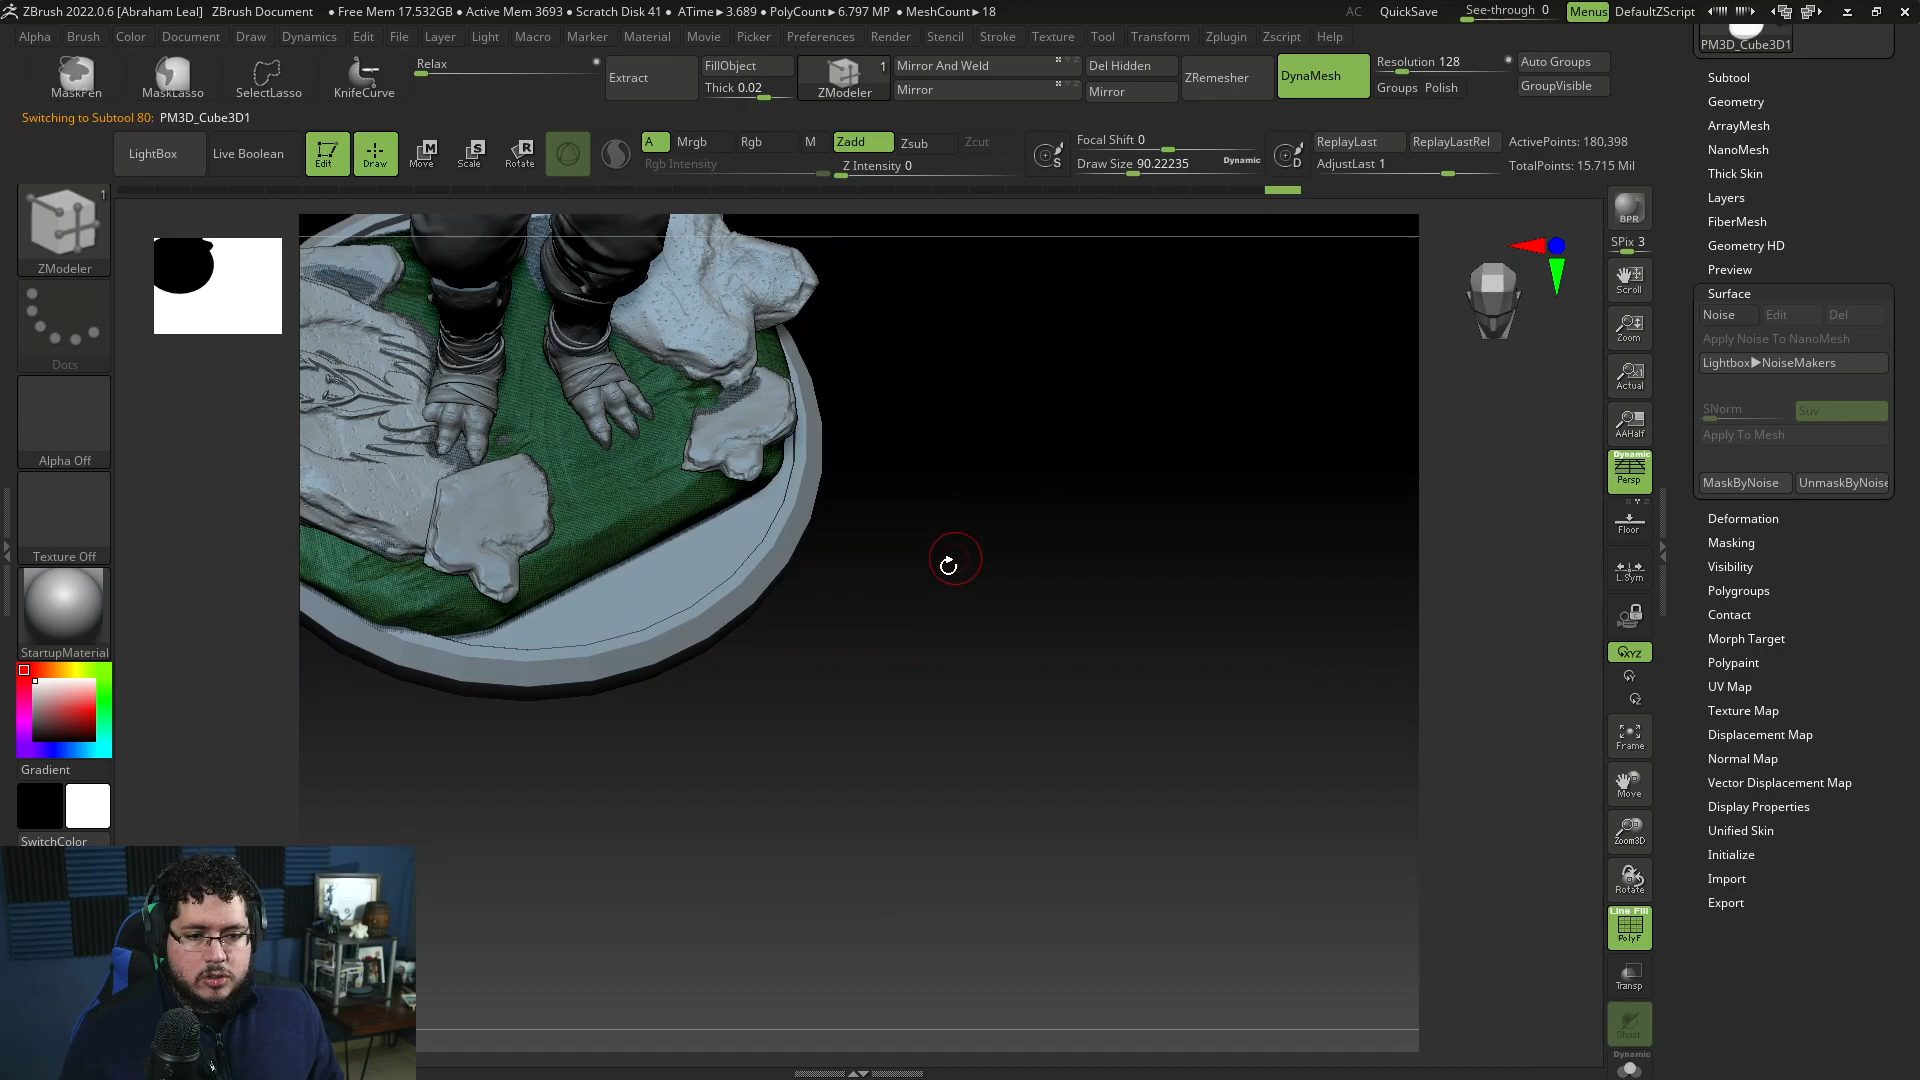 ZBrush 2022.0.6 [Abraham Leal] ZBrush Document ● Free Mem 17.532GB ● Active Mem 3693 ● Scratch Disk 41 ● ATime►3.689 ● PolyCount►6.797 MP ● MeshCount►18 AC QuickSave See-through 0 Menus DefaultZScript
Alpha Brush Color Document Draw Dynamics Edit File Layer Light Macro Marker Material Movie Picker Preferences Render Stencil Stroke Texture Tool Transform Zplugin Zscript Help
MaskPen MaskLasso SelectLasso KnifeCurve Relax Extract FillObject Thick 0.02 1 ZModeler Mirror And Weld Mirror Del Hidden Mirror ZRemesher DynaMesh Resolution 128 Groups Polish Auto Groups GroupVisible
Switching to Subtool 80: PM3D_Cube3D1
LightBox Live Boolean Edit Draw Move Scale Rotate A Mrgb Rgb M Zadd Zsub Zcut Rgb Intensity Z Intensity 0 Focal Shift 0 Draw Size 90.22235 Dynamic ReplayLast ReplayLastRel AdjustLast 1 ActivePoints: 180,398 TotalPoints: 15.715 Mil
1
ZModeler
Dots
Alpha Off
Texture Off
StartupMaterial
Gradient
SwitchColor
BPR
SPix 3
Scroll
Zoom
Actual
AAHalf
Dynamic
Persp
Floor
L.Sym
XYZ
Frame
Move
Zoom3D
Rotate
Line Fill
PolyF
Transp
Ghost
Dynamic
PM3D_Cube3D1
Subtool
Geometry
ArrayMesh
NanoMesh
Thick Skin
Layers
FiberMesh
Geometry HD
Preview
Surface
Noise Edit Del
Apply Noise To NanoMesh
Lightbox►NoiseMakers
SNorm Suv
Apply To Mesh
MaskByNoise UnmaskByNoise
Deformation
Masking
Visibility
Polygroups
Contact
Morph Target
Polypaint
UV Map
Texture Map
Displacement Map
Normal Map
Vector Displacement Map
Display Properties
Unified Skin
Initialize
Import
Export